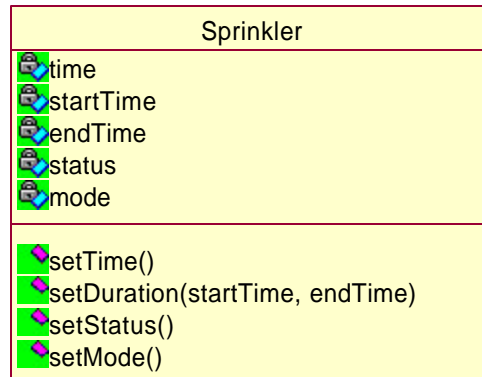 Sprinkler
time
startTime
endTime
status
mode
setTime()
setDuration(startTime, endTime)
setStatus()
setMode()